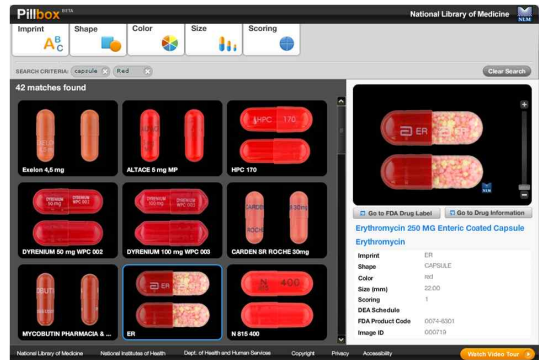 Pillbox BETA
National Library of Medicine
NLM
Imprint
Shape
Color
Size
Scoring
A B C
SEARCH CRITERIA: capsule Red
Clear Search
42 matches found
Exelon 4,5 mg
ALTACE 5 mg MP
HPC 170
HPC 170
DYRENIUM 50 mg WPC 002
DYRENIUM 100 mg WPC 003
CARDEN SR ROCHE 30mg
MYCOBUTIN PHARMACIA & ...
ER
ER
N 400
N 815 400
ER
NLM
Go to FDA Drug Label
Go to Drug Information
Erythromycin 250 MG Enteric Coated Capsule
Erythromycin
Imprint ER
Shape CAPSULE
Color red
Size (mm) 22.00
Scoring 1
DEA Schedule
FDA Product Code 0074-6301
Image ID 000719
National Library of Medicine National Institutes of Health Dept. of Health and Human Services Copyright Privacy Accessibility
Watch Video Tour